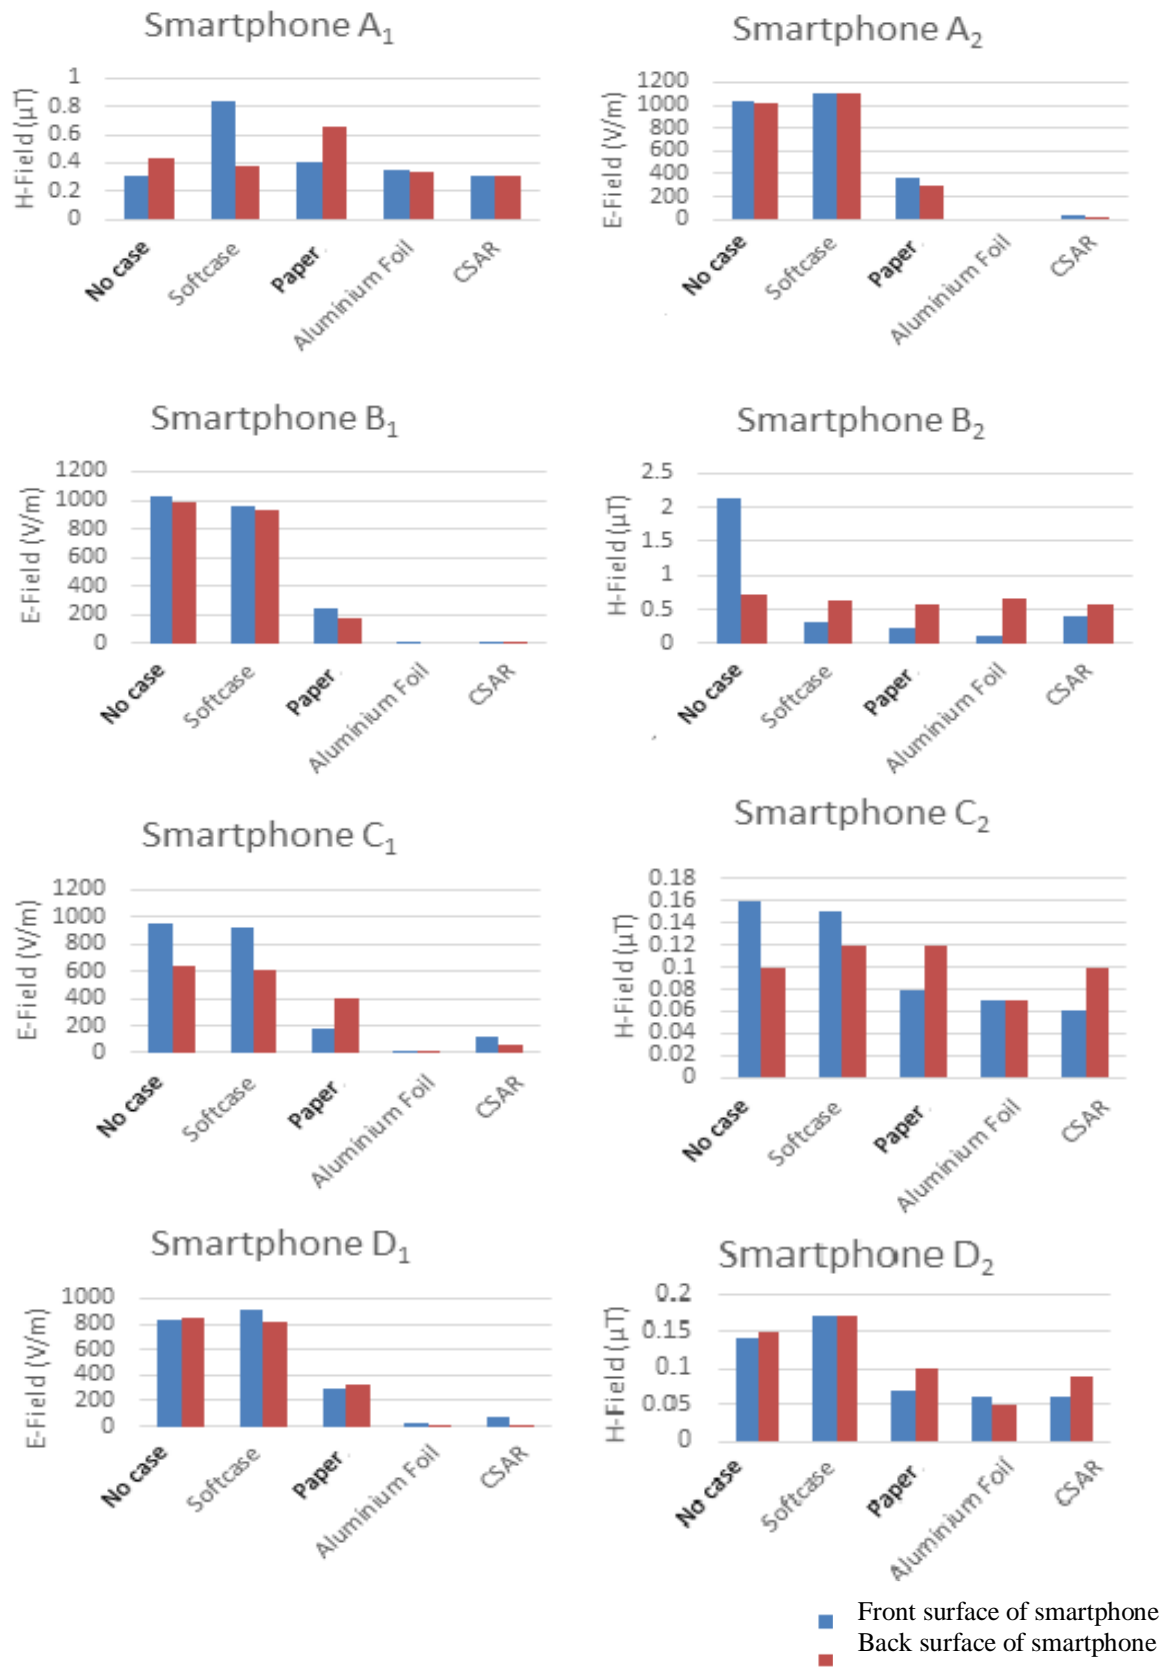 Smartphone A1
H-Field (µT)
1
0.8
0.6
0.4
0.2
0
No case
Softcase
Paper
Aluminium Foil
CSAR
Smartphone A2
E-Field (V/m)
1200
1000
800
600
400
200
0
No case
Softcase
Paper
Aluminium Foil
CSAR
Smartphone B1
E-Field (V/m)
1200
1000
800
600
400
200
0
No case
Softcase
Paper
Aluminium Foil
CSAR
Smartphone B2
H-Field (µT)
2.5
2
1.5
1
0.5
0
No case
Softcase
Paper
Aluminium Foil
CSAR
Smartphone C1
E-Field (V/m)
1200
1000
800
600
400
200
0
No case
Softcase
Paper
Aluminium Foil
CSAR
Smartphone C2
H-Field (µT)
0.18
0.16
0.14
0.12
0.1
0.08
0.06
0.04
0.02
0
No case
Softcase
Paper
Aluminium Foil
CSAR
Smartphone D1
E-Field (V/m)
1000
800
600
400
200
0
No case
Softcase
Paper
Aluminium Foil
CSAR
Smartphone D2
H-Field (µT)
0.2
0.15
0.1
0.05
0
No case
Softcase
Paper
Aluminium Foil
CSAR
Front surface of smartphone
Back surface of smartphone